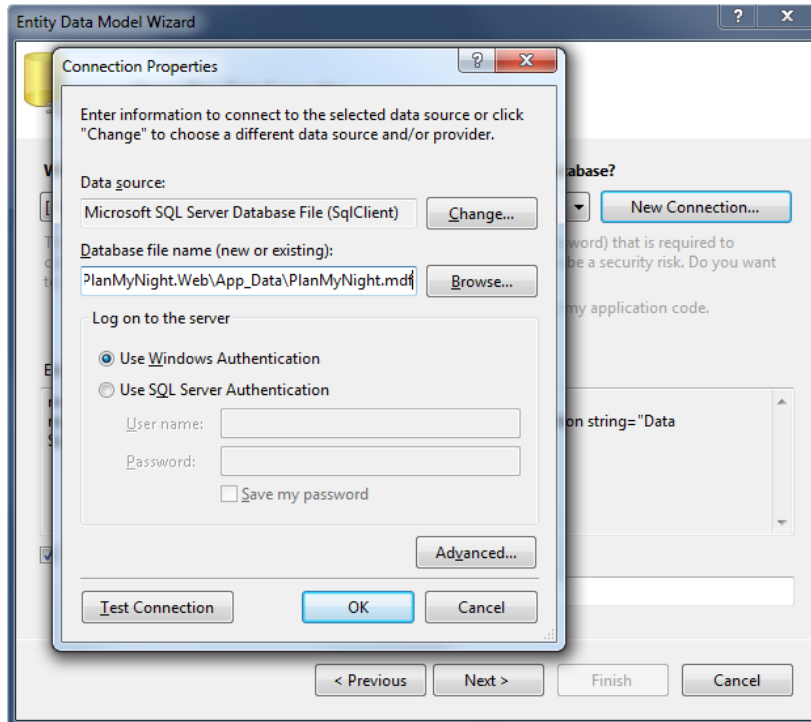 Entity Data Model Wizard
Connection Properties
Enter information to connect to the selected data source or click
"Change" to choose a different data source and/or provider.
Data source:
Microsoft SQL Server Database File (SqlClient)
Change...
Database file name (new or existing):
PlanMyNight.Web\App_Data\PlanMyNight.mdf
Browse...
Log on to the server
Use Windows Authentication
Use SQL Server Authentication
User name:
Password:
Save my password
Advanced...
Test Connection
OK
Cancel
abase?
New Connection...
word) that is required to
be a security risk. Do you want
my application code.
on string="Data
< Previous
Next >
Finish
Cancel